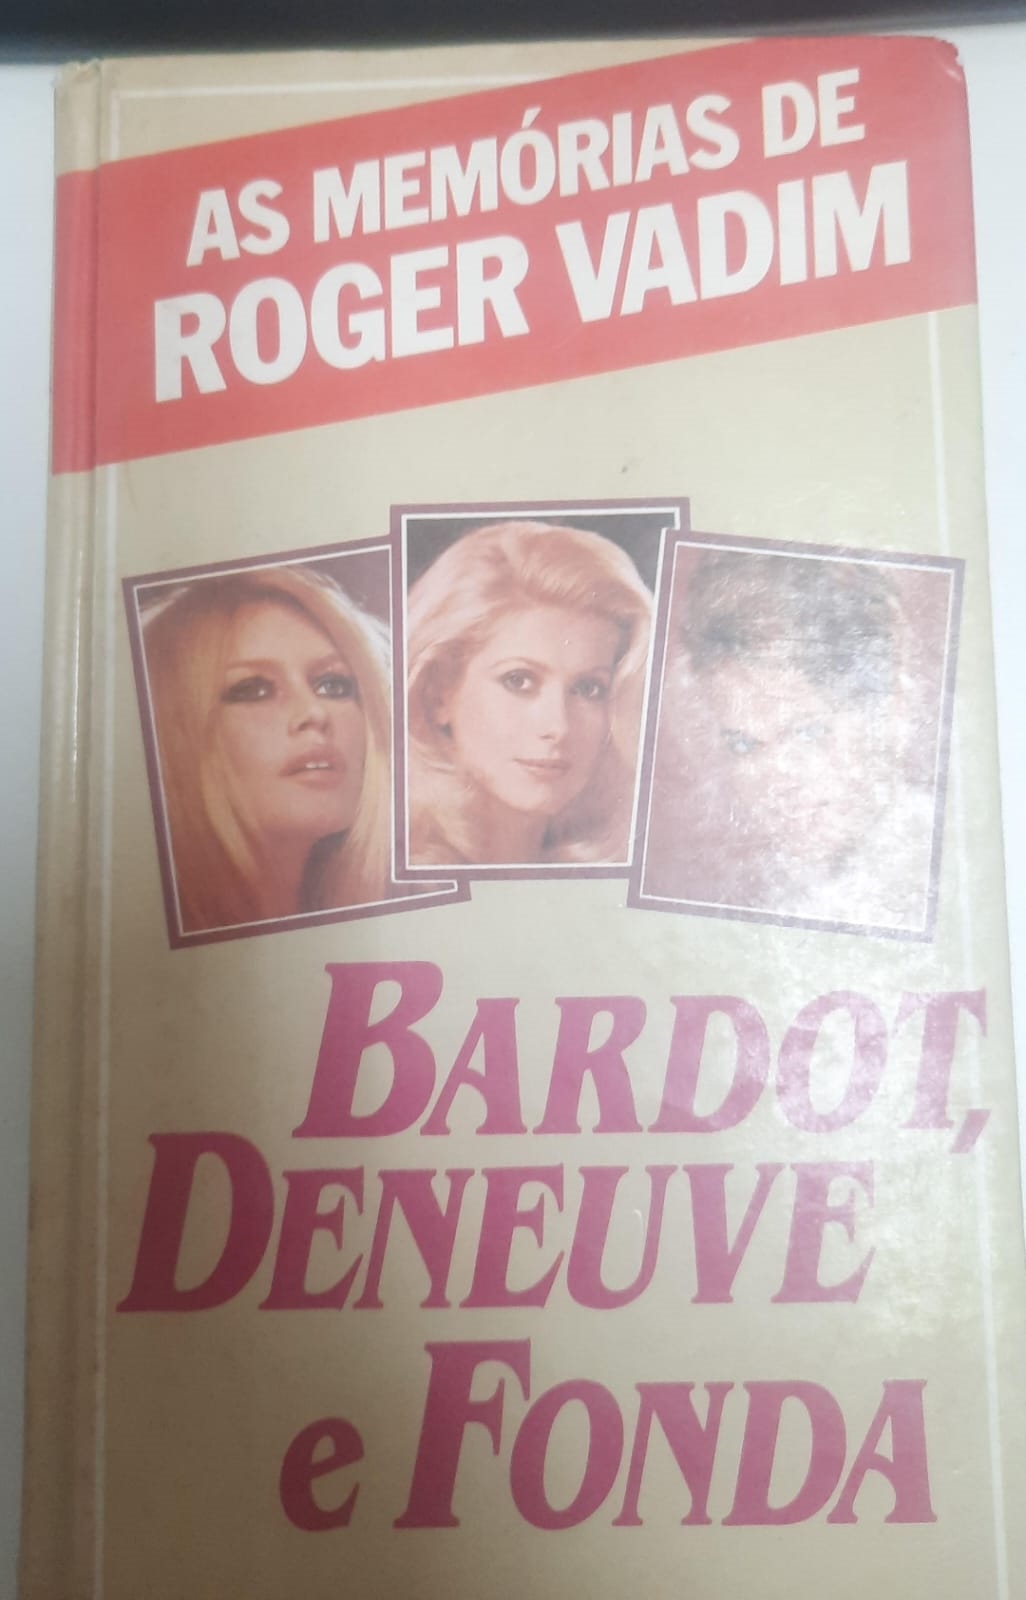 AS MEMÓRIAS DE
ROGER VADIM
BARDOT,
DENEUVE
e FONDA